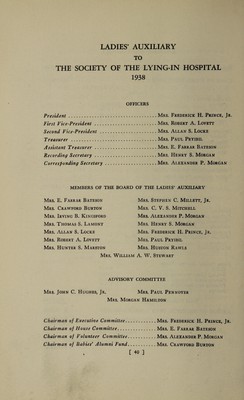 LADIES' AUXILIARY
TO
THE SOCIETY OF THE LYING-IN HOSPITAL
1938
OFFICERS
President . . . . . . . . . . . . . . . . . . . . . . . . . . . . Mrs. Frederick H. Prince, Jr.
First Vice-President . . . . . . . . . . . . . . . . . . . . Mrs. Robert A. Lovett
Second Vice-President . . . . . . . . . . . . . . . . . . Mrs. Allan S. Locke
Treasurer . . . . . . . . . . . . . . . . . . . . . . . . . . . . Mrs. Paul Peyibil
Assistant Treasurer . . . . . . . . . . . . . . . . . . . . . Mrs. E. Farrar Bateson
Recording Secretary . . . . . . . . . . . . . . . . . . . . Mrs. Henry S. Morgan
Corresponding Secretary . . . . . . . . . . . . . . . . Mrs. Alexander P. Morgan
MEMBERS OF THE BOARD OF THE LADIES' AUXILIARY
Mrs. E. Farrar Bateson Mrs. Stephen C. Millett, Jr.
Mrs. Crawford Burton Mrs. C. V. S. Mitchell
Mrs. Irving B. Kingsford Mrs. Alexander P. Morgan
Mrs. Thomas S. Lamont Mrs. Henry S. Morgan
Mrs. Allan S. Locke Mrs. Frederick H. Prince, Jr.
Mrs. Robert A. Lovett Mrs. Paul
Mrs. Hunter S. Marston Mrs. Huston Rawls
Mrs. William A. W. Stewart
ADVISORY COMMITTEE
Mrs. John C. Hughes, Jr. Mrs. Paul Pennoyer
Mrs. Morgan Hamilton
Chairman of Executive Committee . . . . . . . . . . Mrs. Frederick H. Prince, Jr.
Chairman of House Committee . . . . . . . . . . . . Mrs. E. Farrar Bateson
Chairman of Volunteer Committee . . . . . . . . . Mrs. Alexander P. Morgan
Chairman of Babies' Alumni Fund . . . . . . . . . . Mrs. Crawford Burton
[ 40 ]